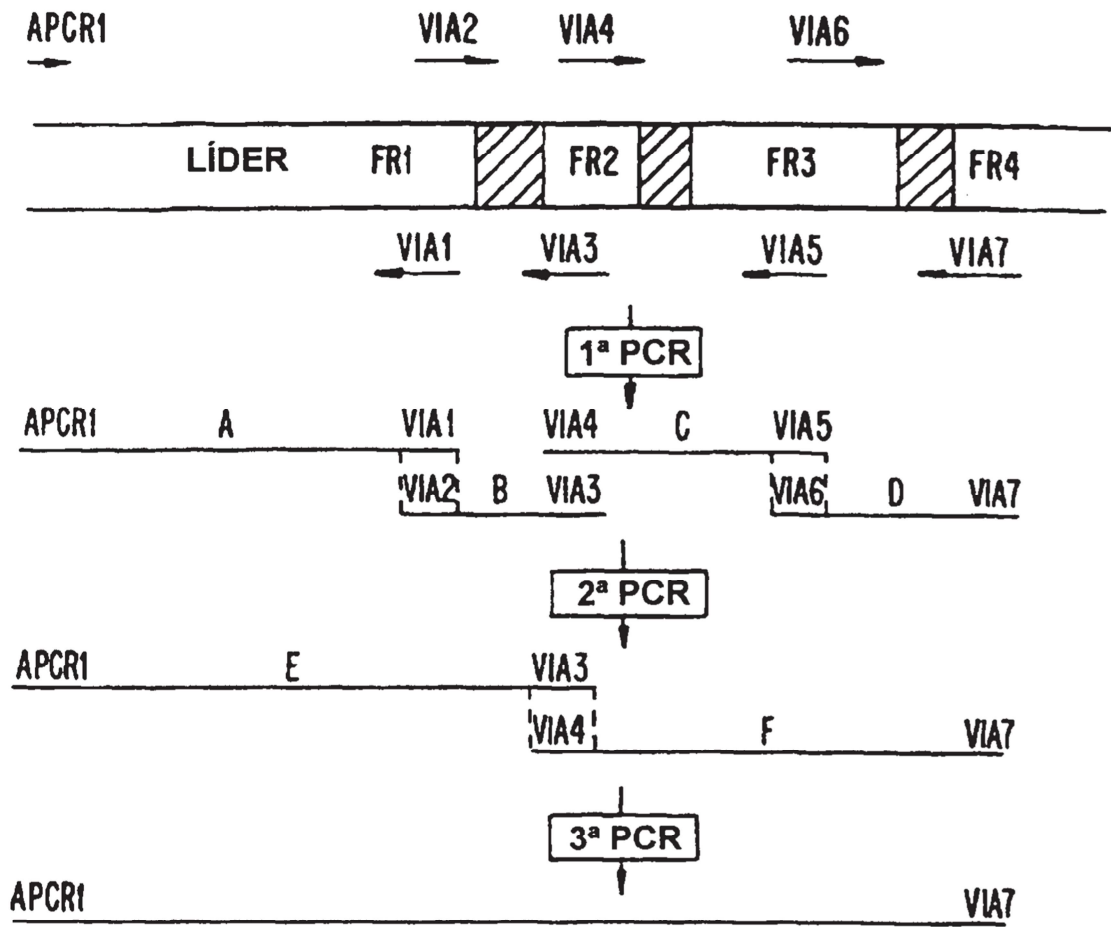 APCR1 VIA2 VIA4 VIA6
LÍDER FR1 FR2 FR3 FR4
VIA1 VIA3 VIA5 VIA7
1ª PCR
APCR1 A VIA1 VIA4 C VIA5
VIA2 B VIA3 VIA6 D VIA7
2ª PCR
APCR1 E VIA3
VIA4 F VIA7
3ª PCR
APCR1 VIA7